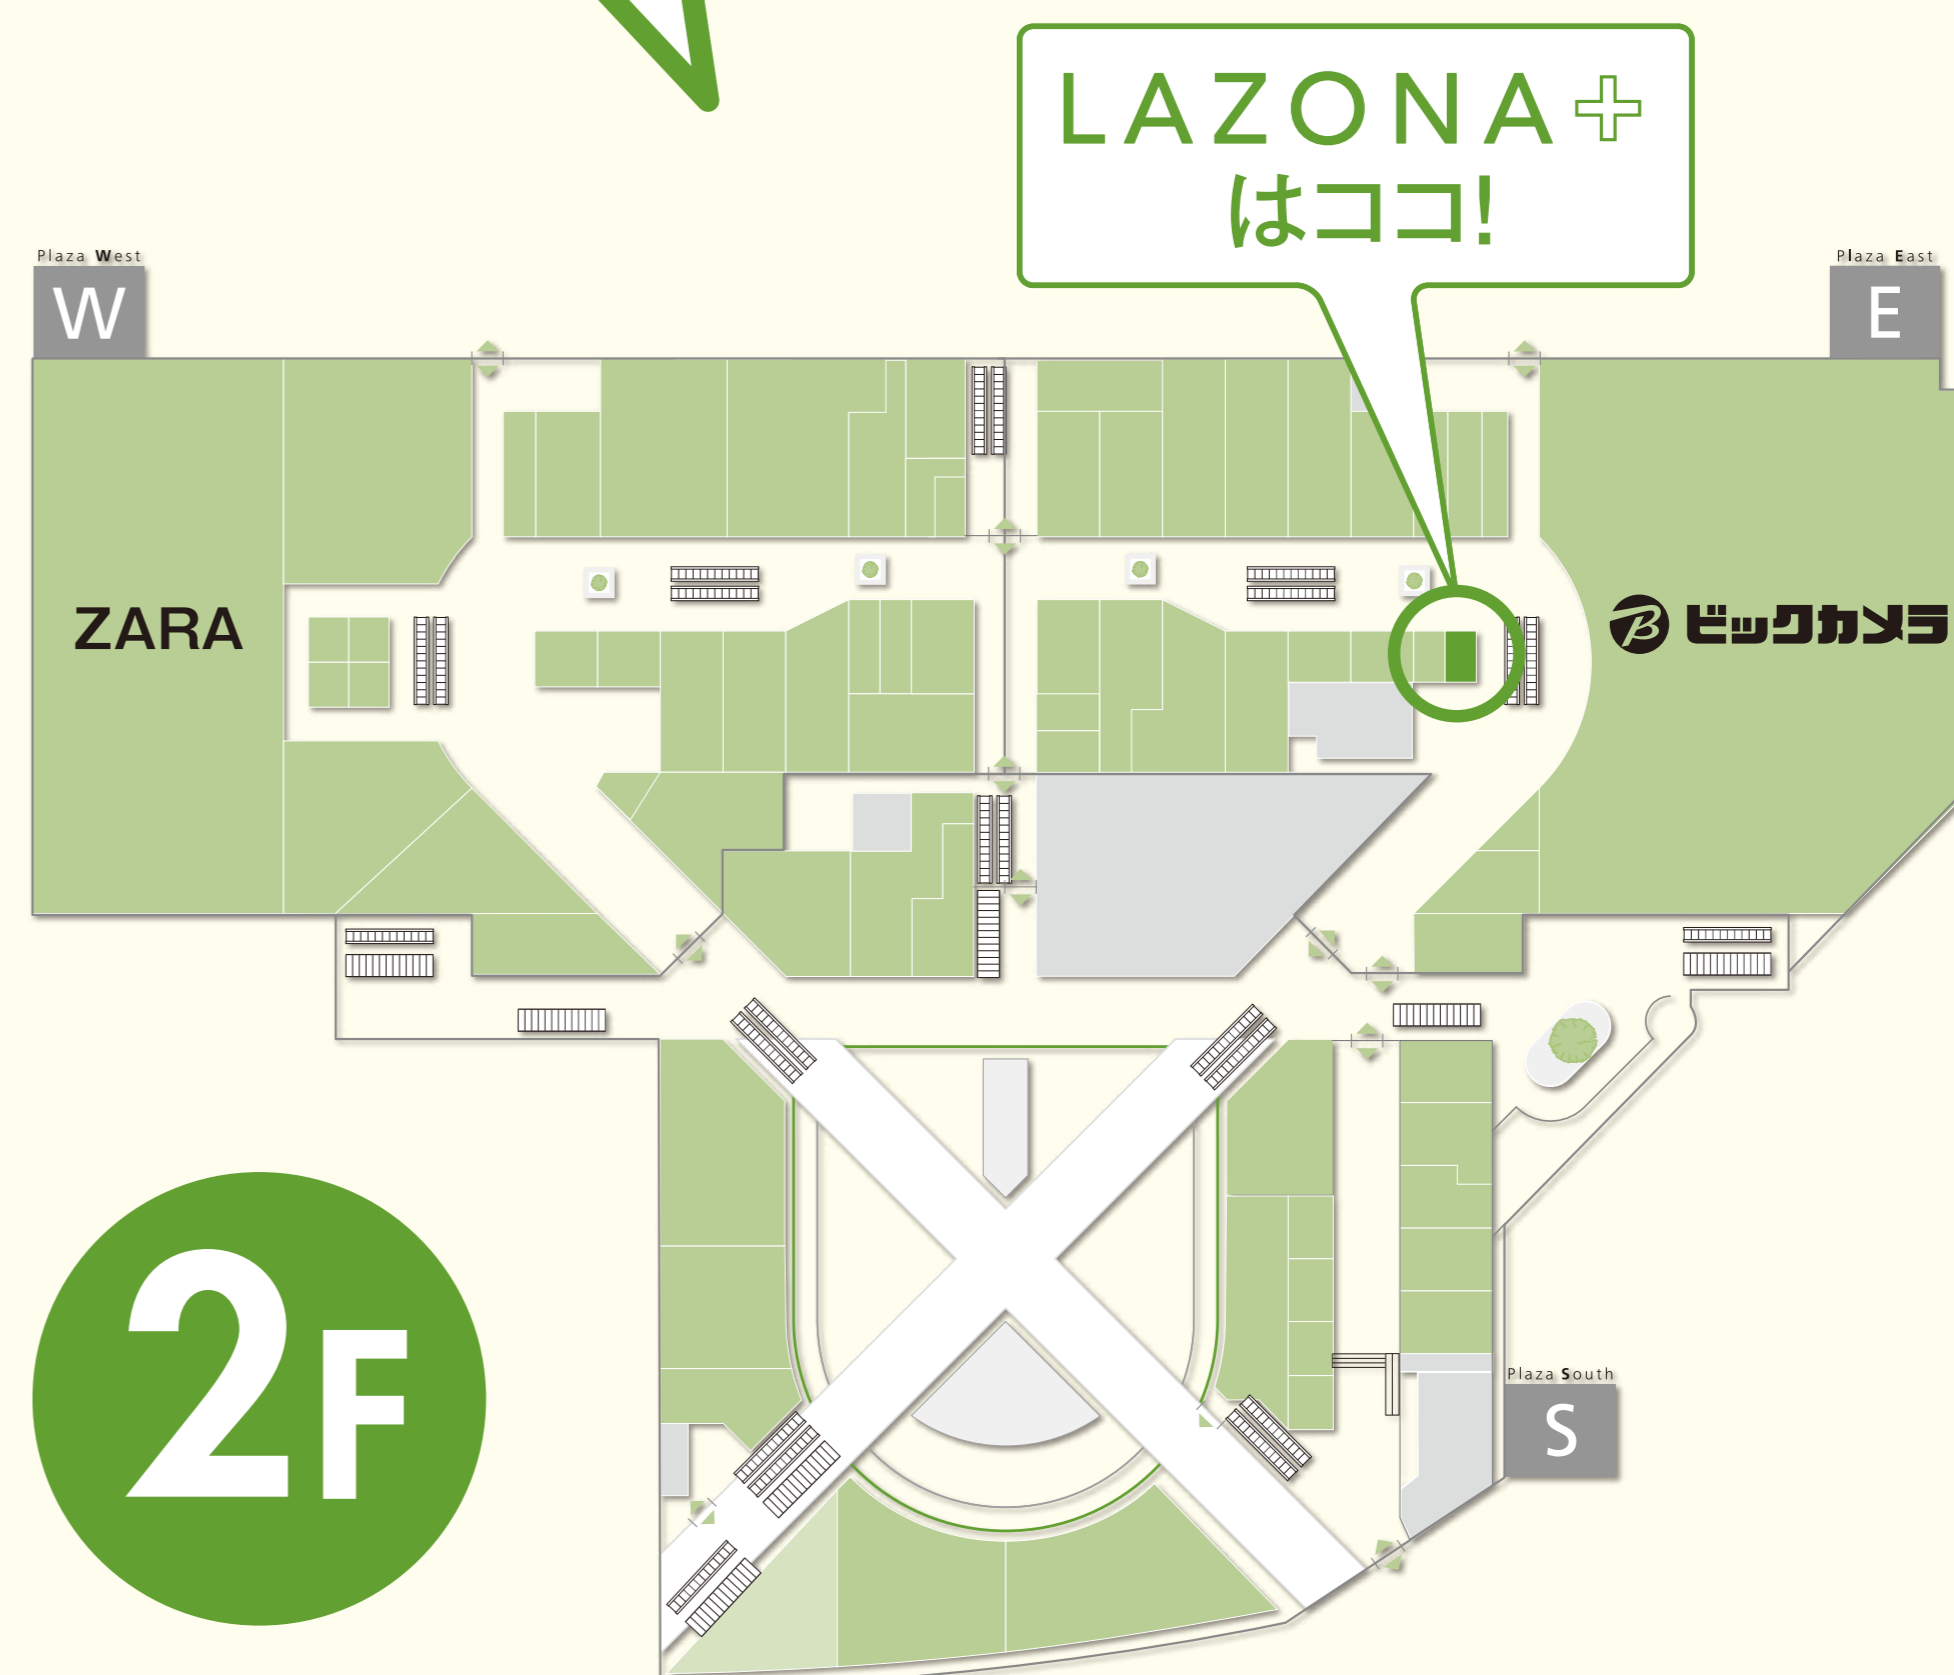 LAZONA+
はココ!
Plaza West
W
Plaza East
E
ZARA
ビックカメラ
2F
Plaza South
S